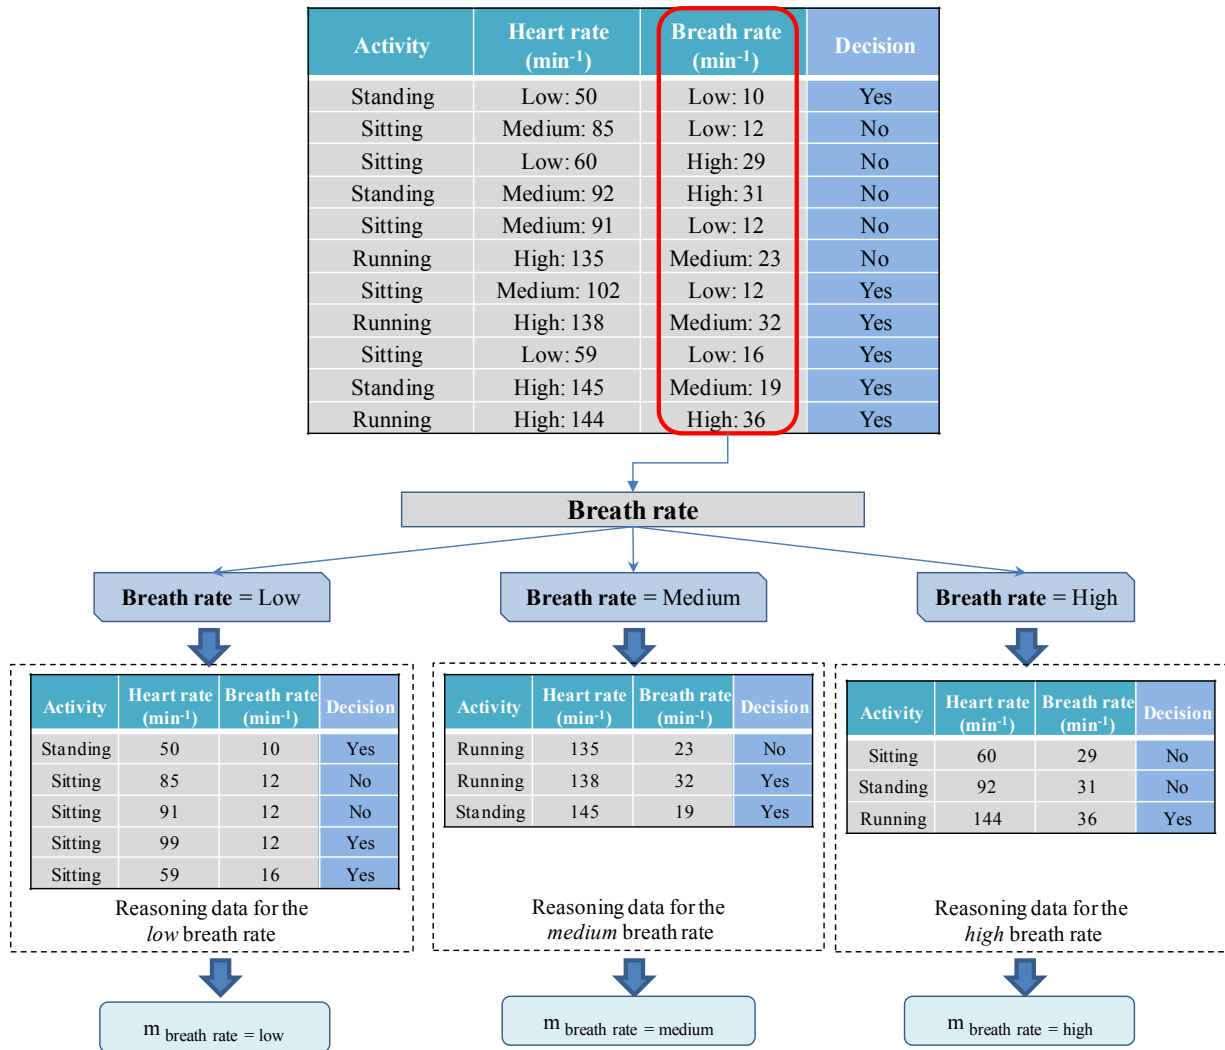 Activity Heart rate (min-1) Breath rate (min-1) Decision
Standing Low: 50 Low: 10 Yes
Sitting Medium: 85 Low: 12 No
Sitting Low: 60 High: 29 No
Standing Medium: 92 High: 31 No
Sitting Medium: 91 Low: 12 No
Running High: 135 Medium: 23 No
Sitting Medium: 102 Low: 12 Yes
Running High: 138 Medium: 32 Yes
Sitting Low: 59 Low: 16 Yes
Standing High: 145 Medium: 19 Yes
Running High: 144 High: 36 Yes
Breath rate
Breath rate = Low
Breath rate = Medium
Breath rate = High
Activity Heart rate (min-1) Breath rate (min-1) Decision
Standing 50 10 Yes
Sitting 85 12 No
Sitting 91 12 No
Sitting 99 12 Yes
Sitting 59 16 Yes
Reasoning data for the
low breath rate
Activity Heart rate (min-1) Breath rate (min-1) Decision
Running 135 23 No
Running 138 32 Yes
Standing 145 19 Yes
Reasoning data for the
medium breath rate
Activity Heart rate (min-1) Breath rate (min-1) Decision
Sitting 60 29 No
Standing 92 31 No
Running 144 36 Yes
Reasoning data for the
high breath rate
m breath rate = low
m breath rate = medium
m breath rate = high